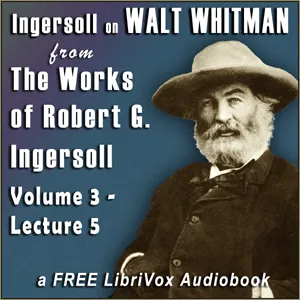 Ingersoll on WALT WHITMAN
from
The Works
of Robert G.
Ingersoll
Volume 3 -
Lecture 5
a FREE LibriVox Audiobook